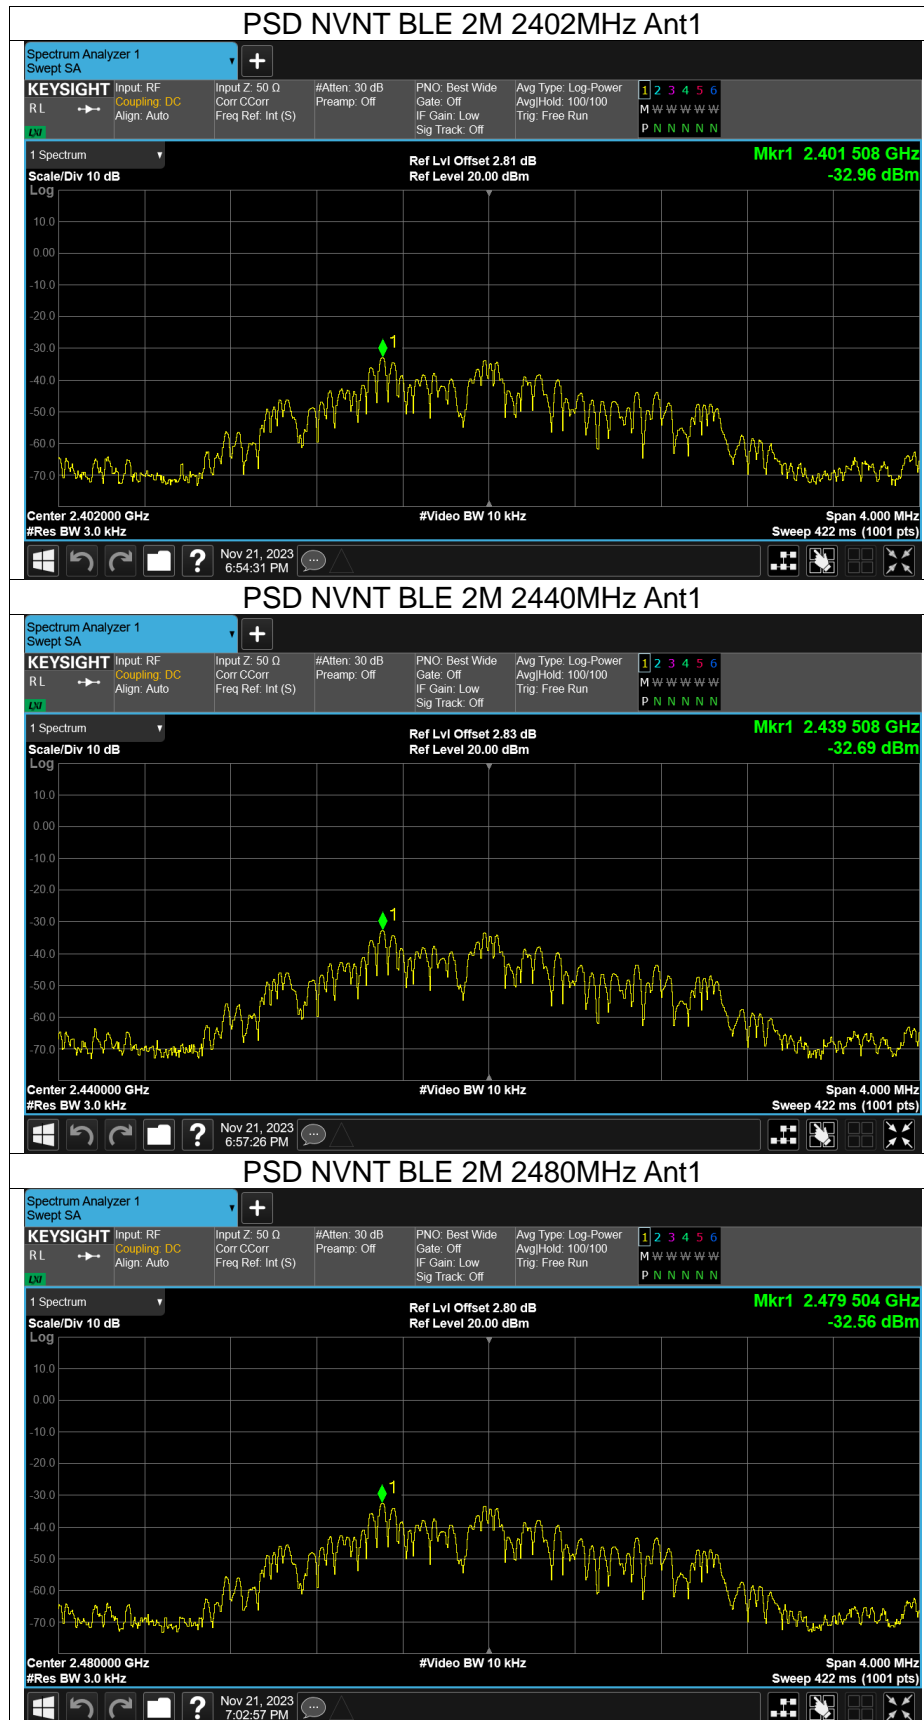 PSD NVNT BLE 2M 2402MHz Ant1
Spectrum Analyzer 1
Swept SA
+
KEYSIGHT
R L
LXI
Input: RF
Coupling: DC
Align: Auto
Input Z: 50 Ω
Corr CCorr
Freq Ref: Int (S)
#Atten: 30 dB
Preamp: Off
PNO: Best Wide
Gate: Off
IF Gain: Low
Sig Track: Off
Avg Type: Log-Power
Avg|Hold: 100/100
Trig: Free Run
1 2 3 4 5 6
M W W W W W
P N N N N N
1 Spectrum
Scale/Div 10 dB
Ref Lvl Offset 2.81 dB
Ref Level 20.00 dBm
Mkr1 2.401 508 GHz
-32.96 dBm
Log
10.0
0.00
-10.0
-20.0
-30.0
-40.0
-50.0
-60.0
-70.0
1
Center 2.402000 GHz
#Res BW 3.0 kHz
#Video BW 10 kHz
Span 4.000 MHz
Sweep 422 ms (1001 pts)
?
Nov 21, 2023
6:54:31 PM
PSD NVNT BLE 2M 2440MHz Ant1
Spectrum Analyzer 1
Swept SA
+
KEYSIGHT
R L
LXI
Input: RF
Coupling: DC
Align: Auto
Input Z: 50 Ω
Corr CCorr
Freq Ref: Int (S)
#Atten: 30 dB
Preamp: Off
PNO: Best Wide
Gate: Off
IF Gain: Low
Sig Track: Off
Avg Type: Log-Power
Avg|Hold: 100/100
Trig: Free Run
1 2 3 4 5 6
M W W W W W
P N N N N N
1 Spectrum
Scale/Div 10 dB
Ref Lvl Offset 2.83 dB
Ref Level 20.00 dBm
Mkr1 2.439 508 GHz
-32.69 dBm
Log
10.0
0.00
-10.0
-20.0
-30.0
-40.0
-50.0
-60.0
-70.0
1
Center 2.440000 GHz
#Res BW 3.0 kHz
#Video BW 10 kHz
Span 4.000 MHz
Sweep 422 ms (1001 pts)
?
Nov 21, 2023
6:57:26 PM
PSD NVNT BLE 2M 2480MHz Ant1
Spectrum Analyzer 1
Swept SA
+
KEYSIGHT
R L
LXI
Input: RF
Coupling: DC
Align: Auto
Input Z: 50 Ω
Corr CCorr
Freq Ref: Int (S)
#Atten: 30 dB
Preamp: Off
PNO: Best Wide
Gate: Off
IF Gain: Low
Sig Track: Off
Avg Type: Log-Power
Avg|Hold: 100/100
Trig: Free Run
1 2 3 4 5 6
M W W W W W
P N N N N N
1 Spectrum
Scale/Div 10 dB
Ref Lvl Offset 2.80 dB
Ref Level 20.00 dBm
Mkr1 2.479 504 GHz
-32.56 dBm
Log
10.0
0.00
-10.0
-20.0
-30.0
-40.0
-50.0
-60.0
-70.0
1
Center 2.480000 GHz
#Res BW 3.0 kHz
#Video BW 10 kHz
Span 4.000 MHz
Sweep 422 ms (1001 pts)
?
Nov 21, 2023
7:02:57 PM